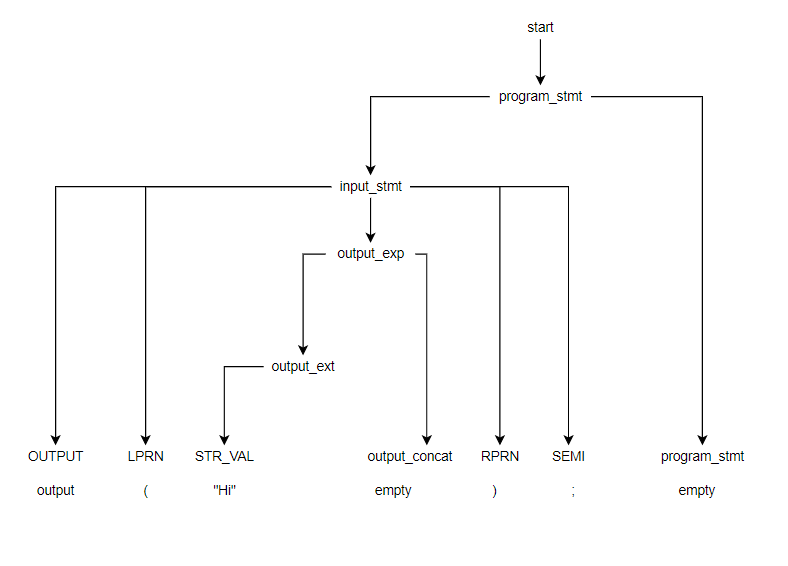 start
program_stmt
input_stmt
output_exp
output_ext
OUTPUT LPRN STR_VAL output_concat RPRN SEMI program_stmt
output ( "Hi" empty ) ; empty